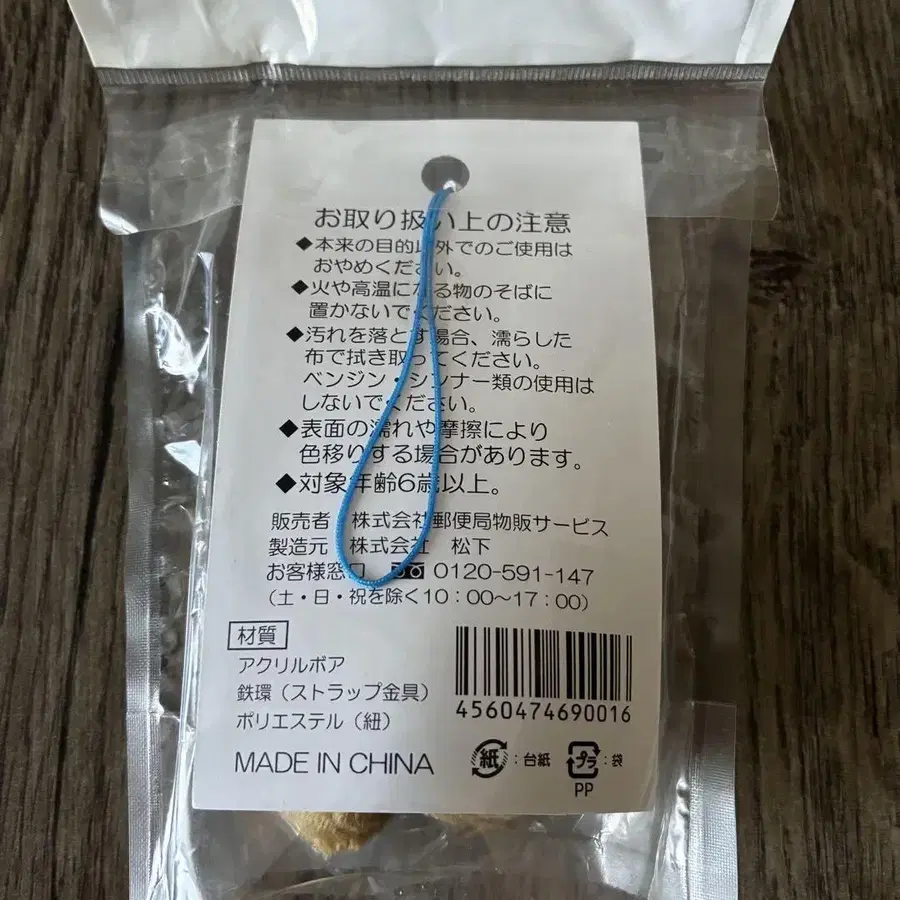 お取り扱い上の注意
◆本来の目的以外でのご使用は
おやめください。
◆火や高温になる物のそばに
置かないでください。
◆汚れを落とす場合、濡らした
布で拭き取ってください。
ベンジン・シンナー類の使用は
しないでください。
◆表面の濡れや摩擦により
色移りする場合があります。
◆対象年齢6歳以上。
販売者 株式会社郵便局物販サービス
製造元 株式会社 松下
お客様窓口 0120-591-147
（土・日・祝を除く10：00〜17：00）
材質
アクリルボア
鉄環（ストラップ金具）
ポリエステル（紐）
MADE IN CHINA
4560474690016
紙：台紙
プラ：袋
PP